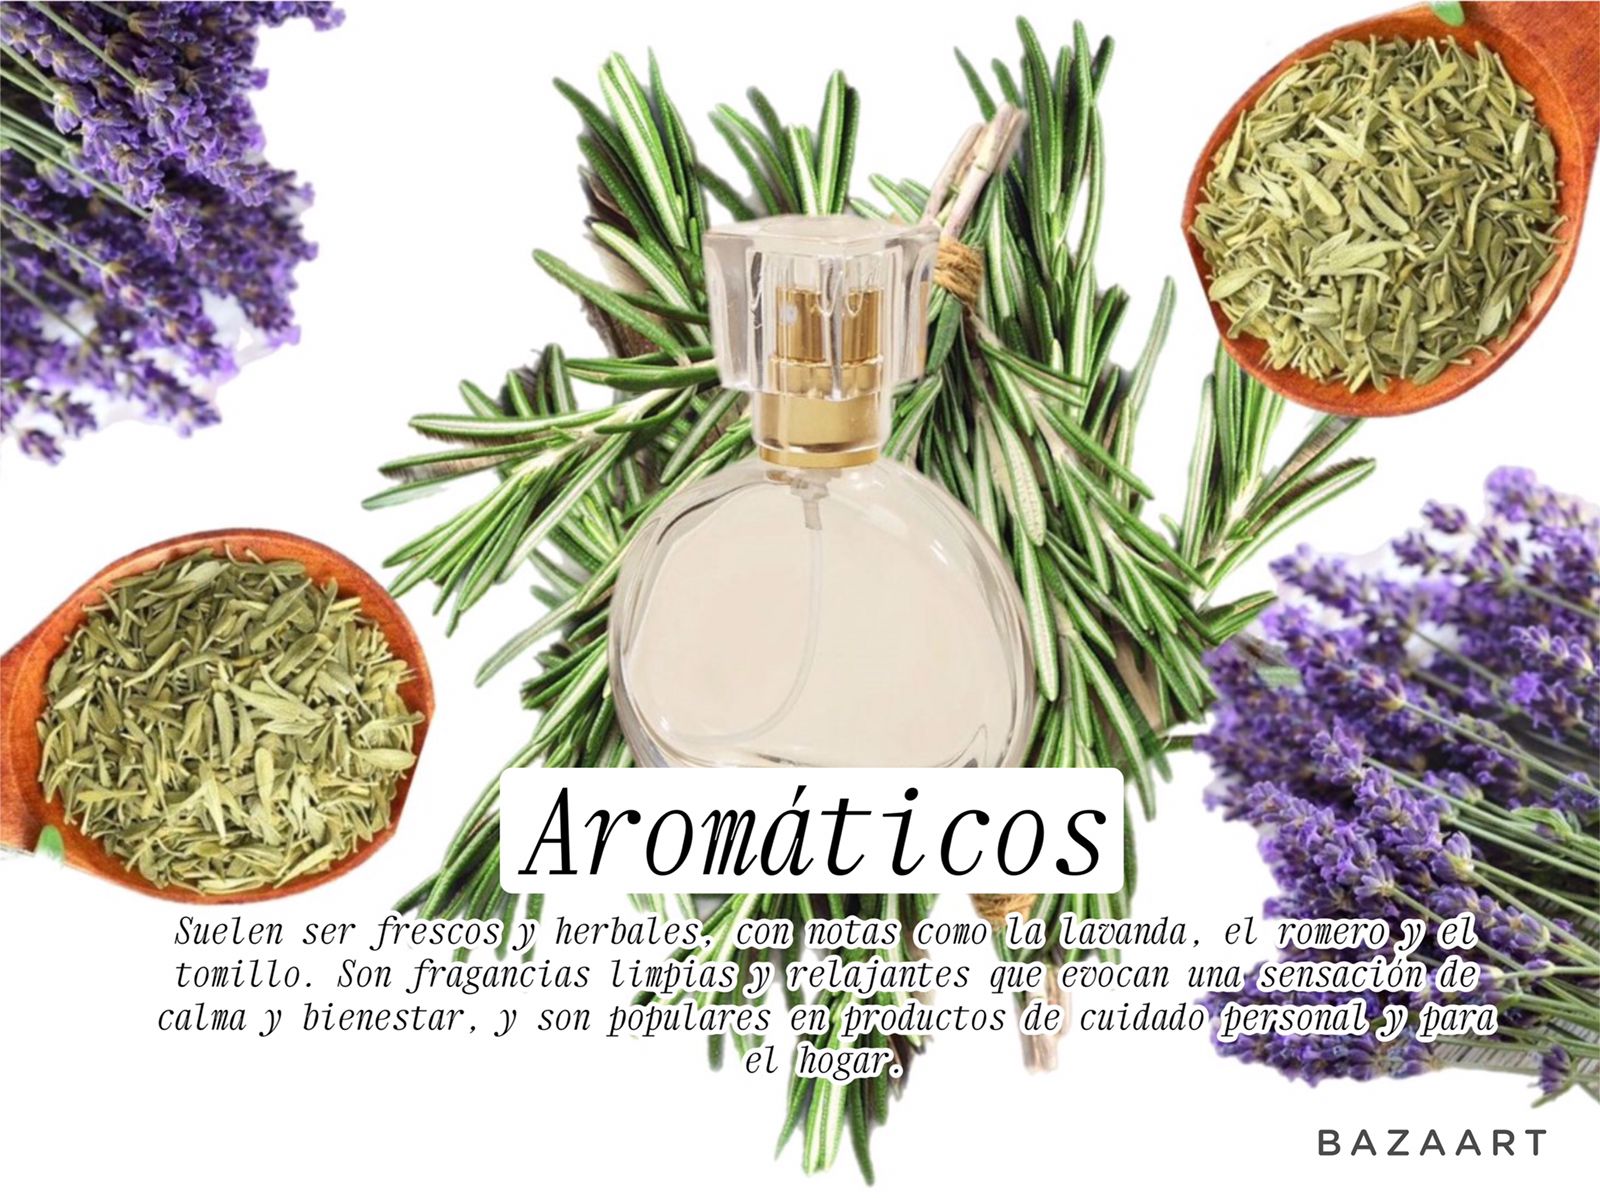 Aromáticos
Suelen ser frescos y herbales, con notas como la lavanda, el romero y el
tomillo. Son fragancias limpias y relajantes que evocan una sensación de
calma y bienestar, y son populares en productos de cuidado personal y para
el hogar.
BAZAART